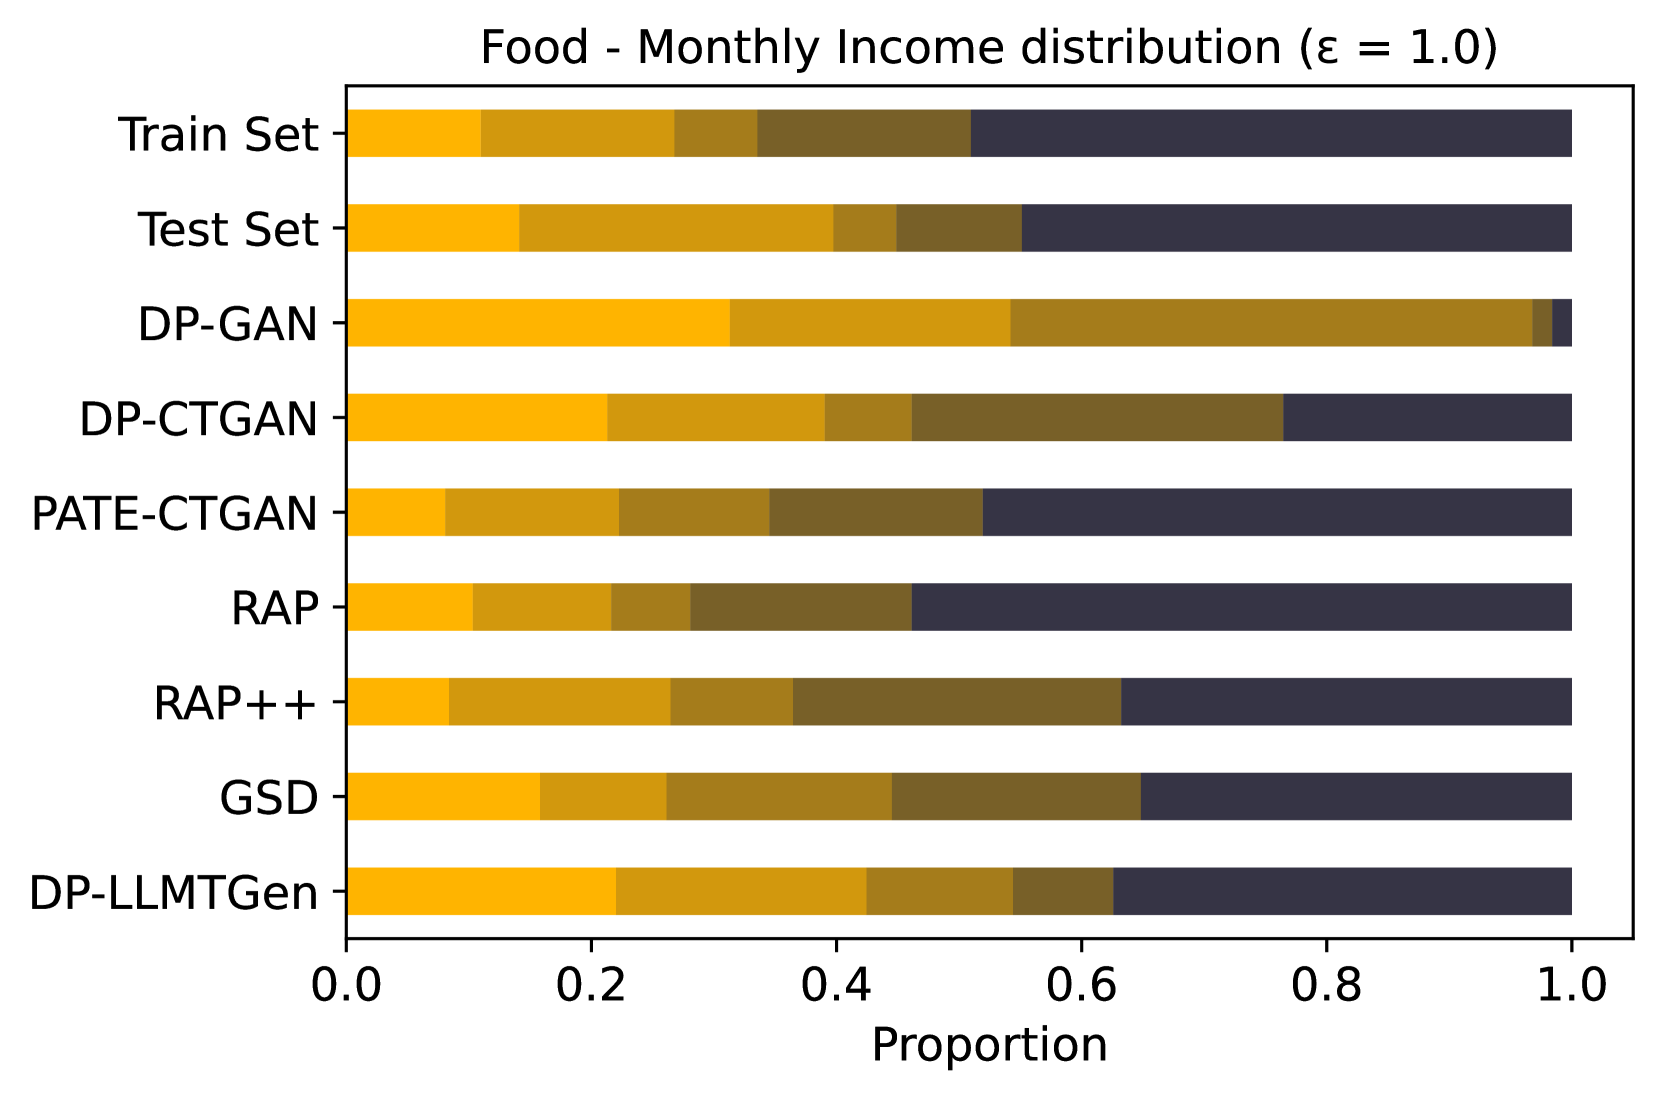 Food - Monthly Income distribution (ε = 1.0)
Train Set
Test Set
DP-GAN
DP-CTGAN
PATE-CTGAN
RAP
RAP++
GSD
DP-LLMTGen
0.0 0.2 0.4 0.6 0.8 1.0
Proportion